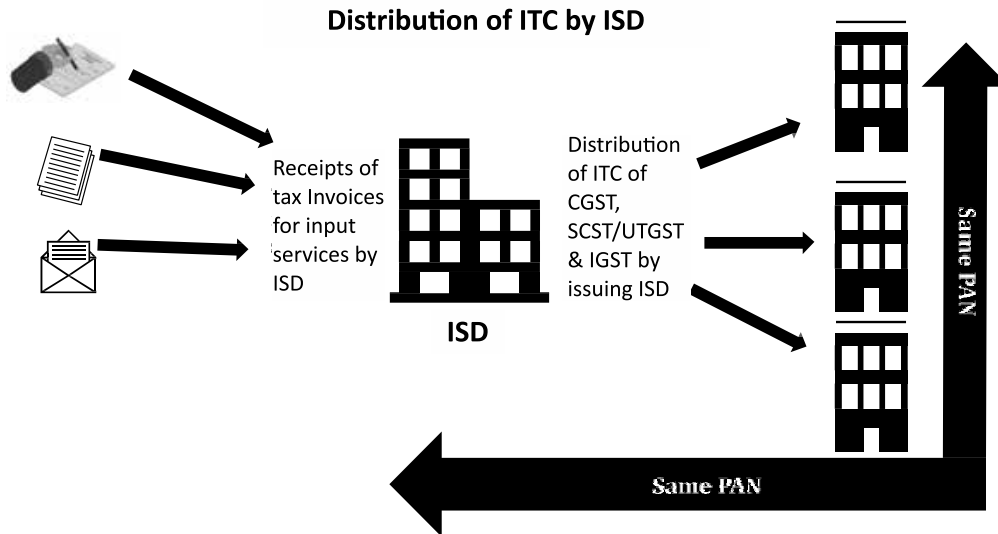 Distribution of ITC by ISD
Receipts of
tax Invoices
for input
services by
ISD
ISD
Distribution
of ITC of
CGST,
SCST/UTGST
& IGST by
issuing ISD
Same PAN
Same PAN